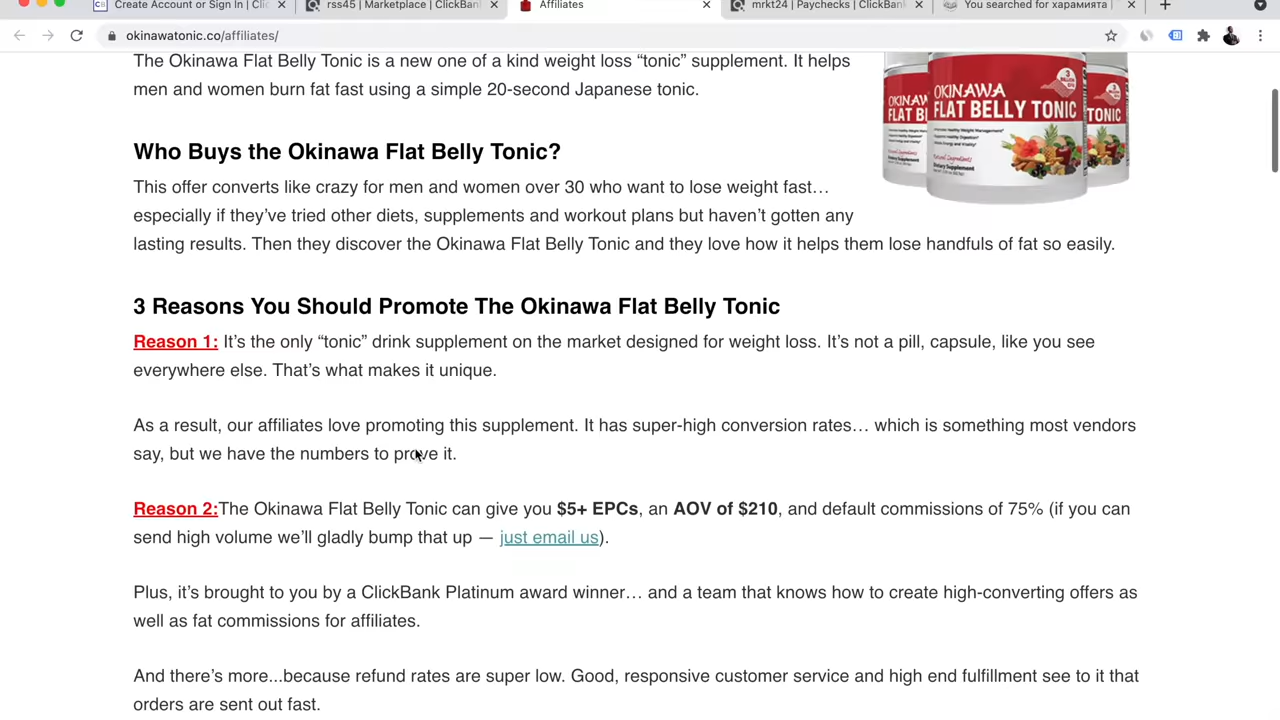 Create Account or Sign In | Clic
rss45 | Marketplace | ClickBan
Affiliates
mrkt24 | Paychecks | ClickBank
You searched for харамията |
okinawatonic.co/affiliates/
The Okinawa Flat Belly Tonic is a new one of a kind weight loss “tonic” supplement. It helps
men and women burn fat fast using a simple 20-second Japanese tonic.
OKINAWA
FLAT BELLY TONIC
Who Buys the Okinawa Flat Belly Tonic?
This offer converts like crazy for men and women over 30 who want to lose weight fast…
especially if they’ve tried other diets, supplements and workout plans but haven’t gotten any
lasting results. Then they discover the Okinawa Flat Belly Tonic and they love how it helps them lose handfuls of fat so easily.
3 Reasons You Should Promote The Okinawa Flat Belly Tonic
Reason 1: It’s the only “tonic” drink supplement on the market designed for weight loss. It’s not a pill, capsule, like you see
everywhere else. That’s what makes it unique.
As a result, our affiliates love promoting this supplement. It has super-high conversion rates… which is something most vendors
say, but we have the numbers to prove it.
Reason 2:The Okinawa Flat Belly Tonic can give you $5+ EPCs, an AOV of $210, and default commissions of 75% (if you can
send high volume we’ll gladly bump that up — just email us).
Plus, it’s brought to you by a ClickBank Platinum award winner… and a team that knows how to create high-converting offers as
well as fat commissions for affiliates.
And there’s more...because refund rates are super low. Good, responsive customer service and high end fulfillment see to it that
orders are sent out fast.